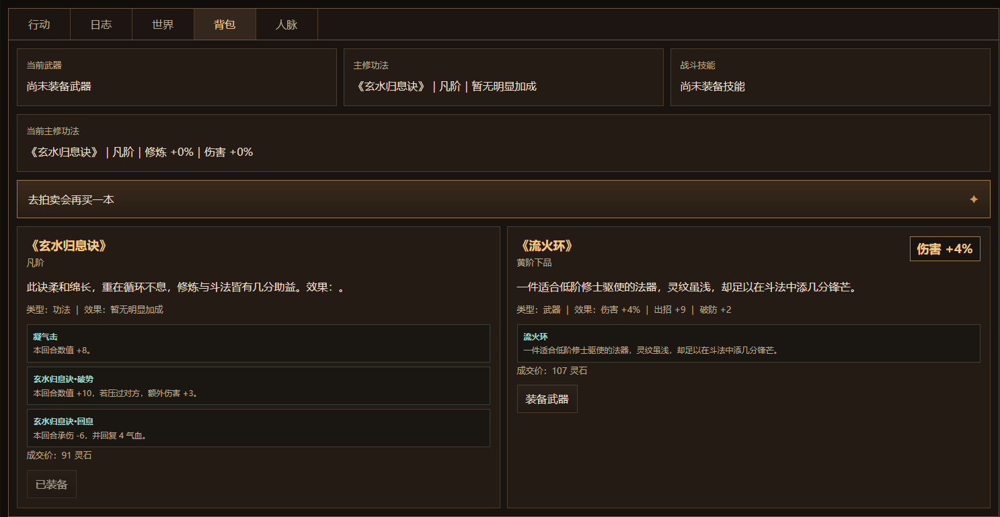 行动 日志 世界 背包 人脉
当前武器
尚未装备武器
主修功法
《玄水归息诀》 | 凡阶 | 暂无明显加成
战斗技能
尚未装备技能
当前主修功法
《玄水归息诀》 | 凡阶 | 修炼 +0% | 伤害 +0%
去拍卖会再买一本
《玄水归息诀》
凡阶
此诀柔和绵长，重在循环不息，修炼与斗法皆有几分助益。效果：。
类型：功法 | 效果：暂无明显加成
凝气击
本回合数值 +8。
玄水归息诀·破势
本回合数值 +10，若压过对方，额外伤害 +3。
玄水归息诀·回息
本回合承伤 -6，并回复 4 气血。
成交价：91 灵石
已装备
《流火环》
伤害 +4%
黄阶下品
一件适合低阶修士驱使的法器，灵纹虽浅，却足以在斗法中添几分锋芒。
类型：武器 | 效果：伤害 +4% | 出招 +9 | 破防 +2
流火环
一件适合低阶修士驱使的法器，灵纹虽浅，却足以在斗法中添几分锋芒。
成交价：107 灵石
装备武器